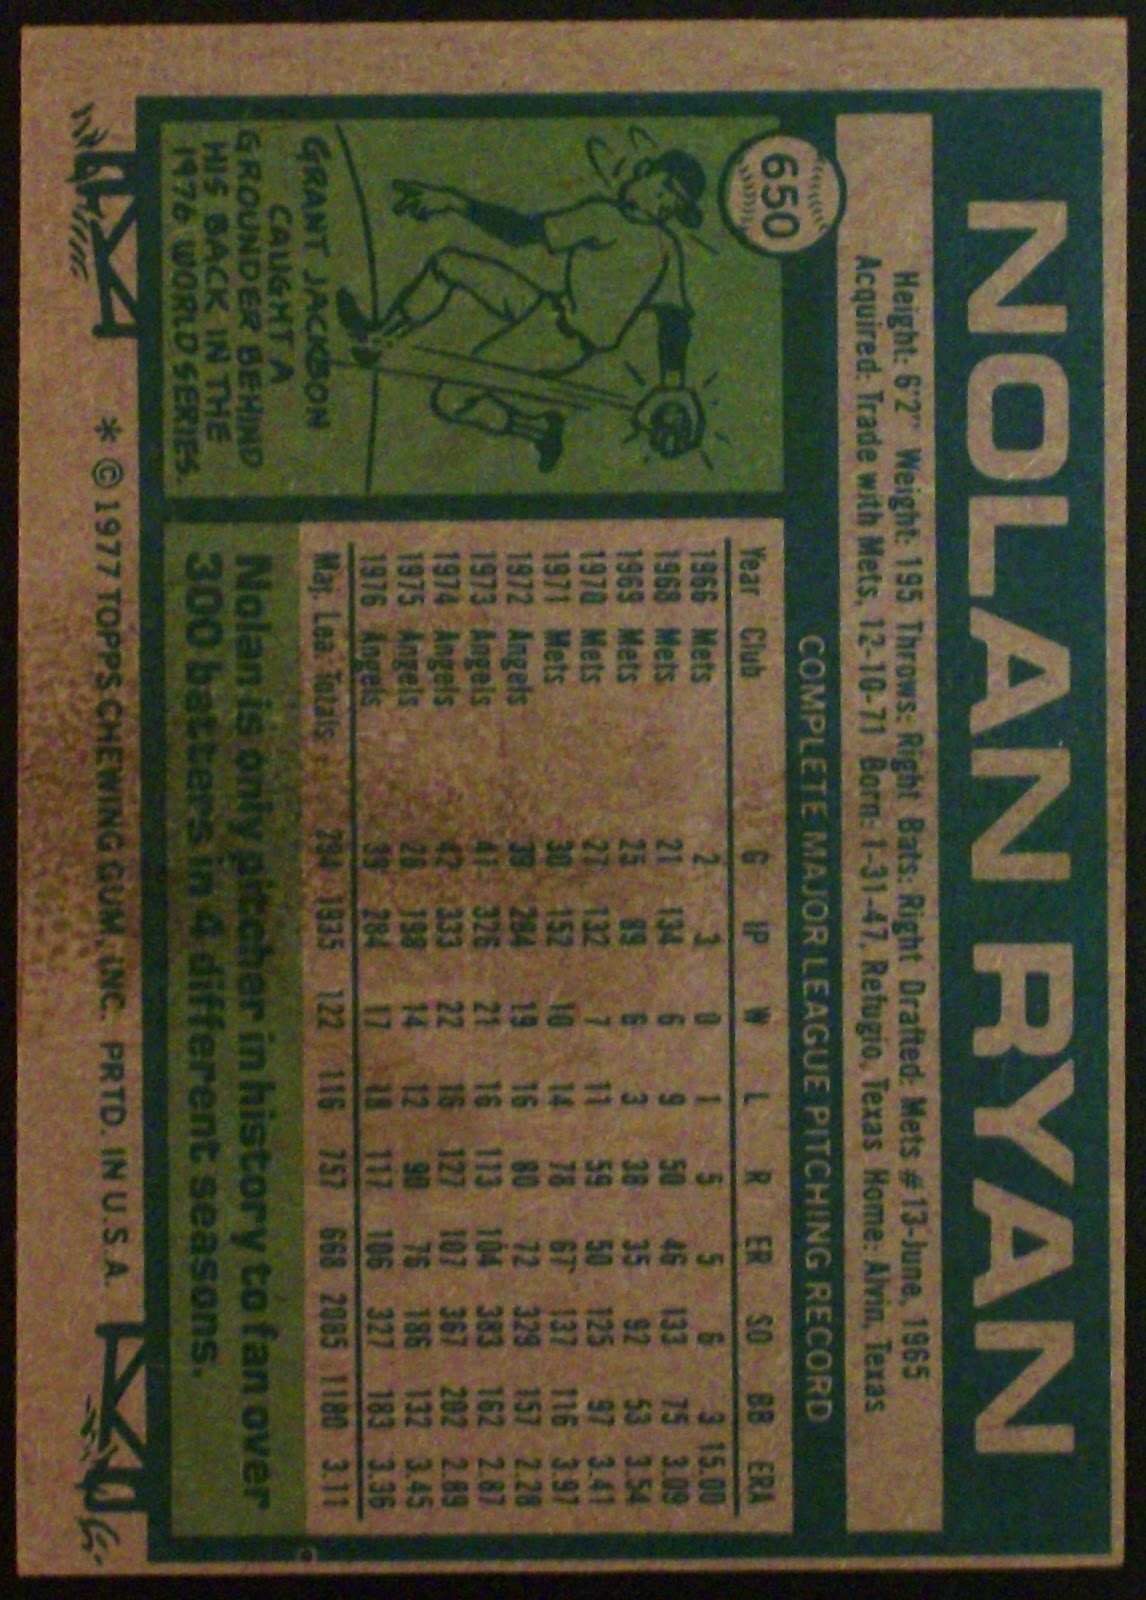 NOLAN RYAN
650
Height: 6'2" Weight: 195 Throws: Right Bats: Right Drafted: Mets #13-June, 1965
Acquired: Trade with Mets, 12-10-71 Born: 1-31-47, Refugio, Texas Home: Alvin, Texas
COMPLETE MAJOR LEAGUE PITCHING RECORD
Year Club G IP W L R ER SO BB ERA
1966 Mets 2 3 0 1 5 5 6 3 15.00
1968 Mets 21 134 6 9 50 46 133 75 3.09
1969 Mets 25 89 6 3 38 35 92 53 3.54
1970 Mets 27 132 7 11 59 50 125 97 3.41
1971 Mets 30 152 10 14 78 67 137 116 3.97
1972 Angels 39 284 19 16 80 72 329 157 2.28
1973 Angels 41 326 21 16 113 104 383 162 2.87
1974 Angels 42 333 22 16 127 107 367 202 2.89
1975 Angels 28 198 14 12 90 76 186 132 3.45
1976 Angels 39 284 17 18 117 106 327 183 3.36
Maj. Lea. Totals 294 1935 122 116 757 668 2085 1180 3.11
GRANT JACKSON
CAUGHT A
GROUNDER BEHIND
HIS BACK IN THE
1976 WORLD SERIES.
Nolan is only pitcher in history to fan over
300 batters in 4 different seasons.
* © 1977 TOPPS CHEWING GUM, INC. PRTD. IN U.S.A.